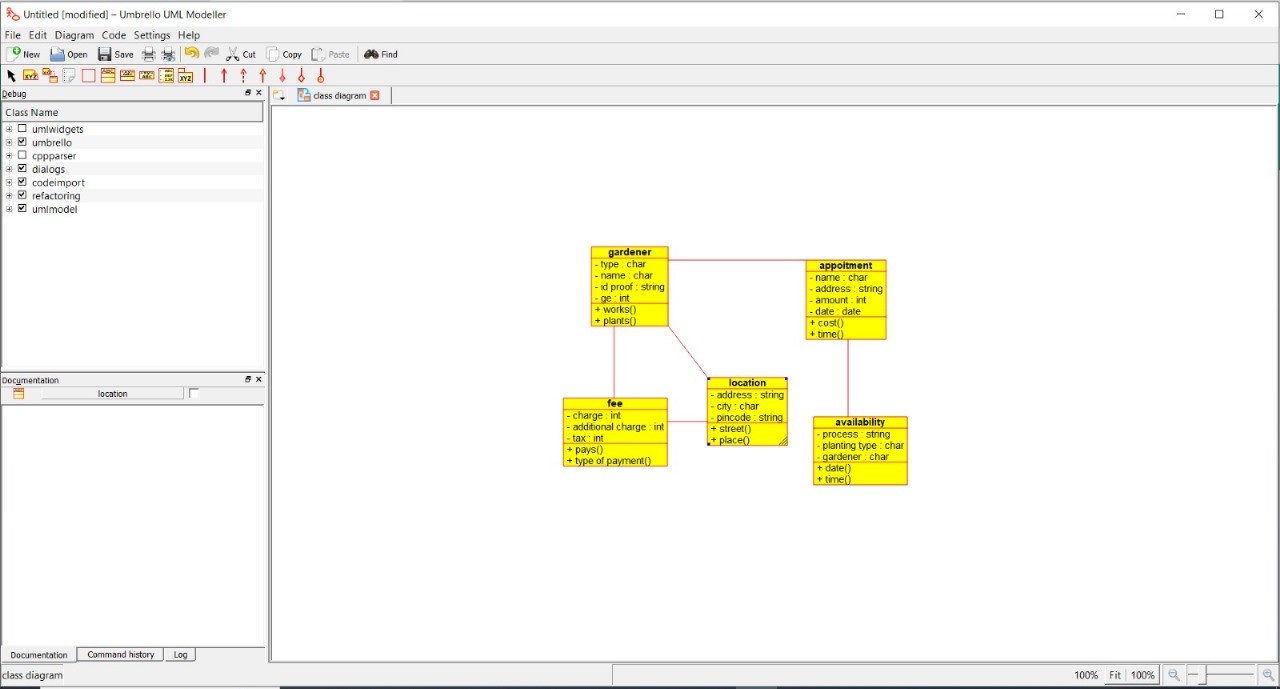 Untitled [modified] – Umbrello UML Modeller
File Edit Diagram Code Settings Help
New Open Save Cut Copy Paste Find
Debug
class diagram
Class Name
umlwidgets
umbrello
cppparser
dialogs
codeimport
refactoring
umlmodel
gardener
- type : char
- name : char
- id proof : string
- ge : int
+ works()
+ plants()
appoitment
- name : char
- address : string
- amount : int
- date : date
+ cost()
+ time()
location
- address : string
- city : char
- pincode : string
+ street()
+ place()
fee
- charge : int
- additional charge : int
- tax : int
+ pays()
+ type of payment()
availability
- process : string
- planting type : char
- gardener : char
+ date()
+ time()
Documentation
location
Documentation Command history Log
class diagram
100% Fit 100%